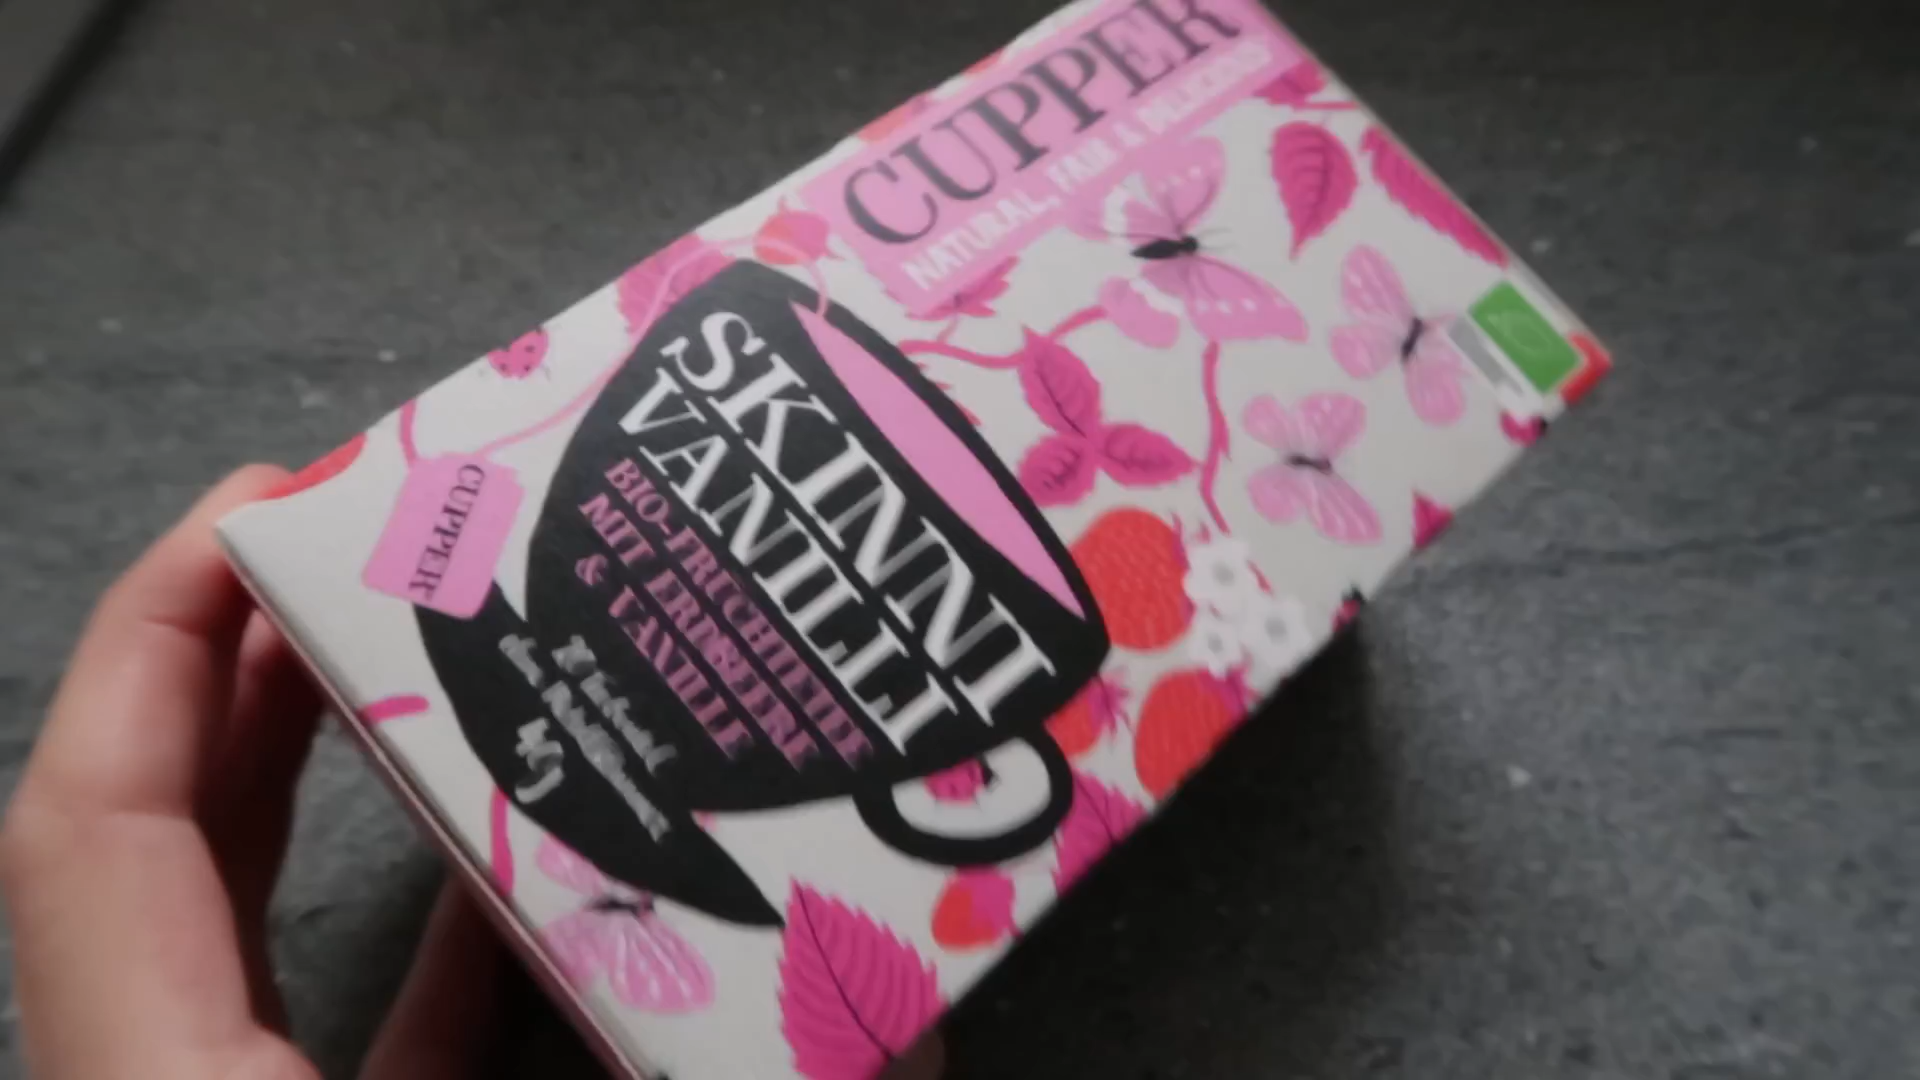 CUPPER
NATURAL, FAIR & DELICIOUS
SKINNI
VANILLI
BIO-FRÜCHTETEE
MIT ERDBEERE
& VANILLE
CUPPER